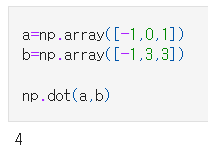 a=np.array([-1,0,1])
b=np.array([-1,3,3])
np.dot(a,b)
4